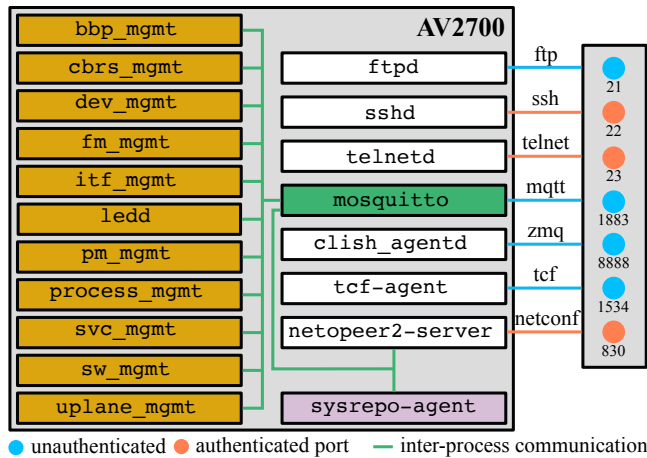 AV2700
bbp_mgmt
cbrs_mgmt
dev_mgmt
fm_mgmt
itf_mgmt
ledd
pm_mgmt
process_mgmt
svc_mgmt
sw_mgmt
uplane_mgmt
ftpd
sshd
telnetd
mosquitto
clish_agentd
tcf-agent
netopeer2-server
sysrepo-agent
ftp
ssh
telnet
mqtt
zmq
tcf
netconf
21
22
23
1883
8888
1534
830
unauthenticated authenticated port inter-process communication